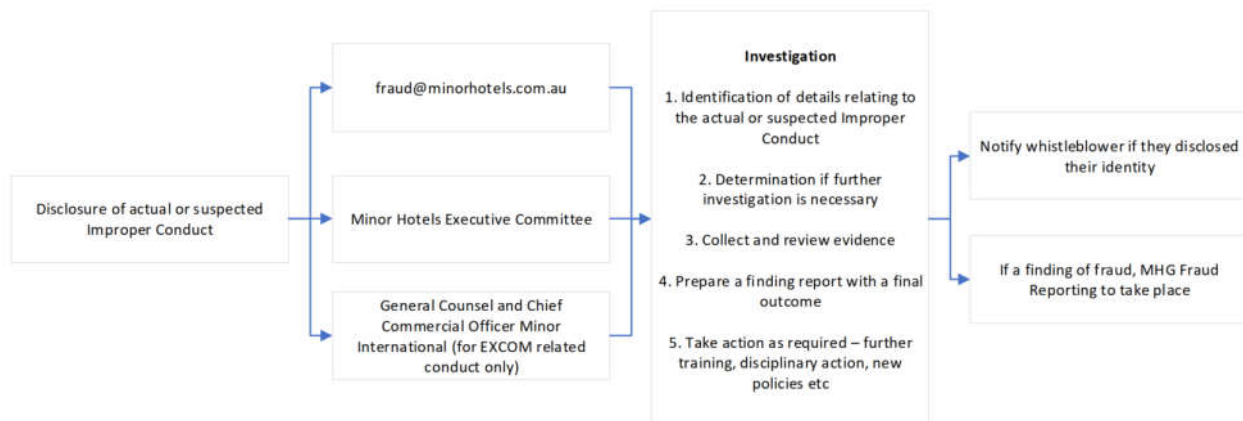 Disclosure of actual or suspected
Improper Conduct
fraud@minorhotels.com.au
Minor Hotels Executive Committee
General Counsel and Chief
Commercial Officer Minor
International (for EXCOM related
conduct only)
Investigation
1. Identification of details relating to
the actual or suspected Improper
Conduct
2. Determination if further
investigation is necessary
3. Collect and review evidence
4. Prepare a finding report with a final
outcome
5. Take action as required – further
training, disciplinary action, new
policies etc
Notify whistleblower if they disclosed
their identity
If a finding of fraud, MHG Fraud
Reporting to take place